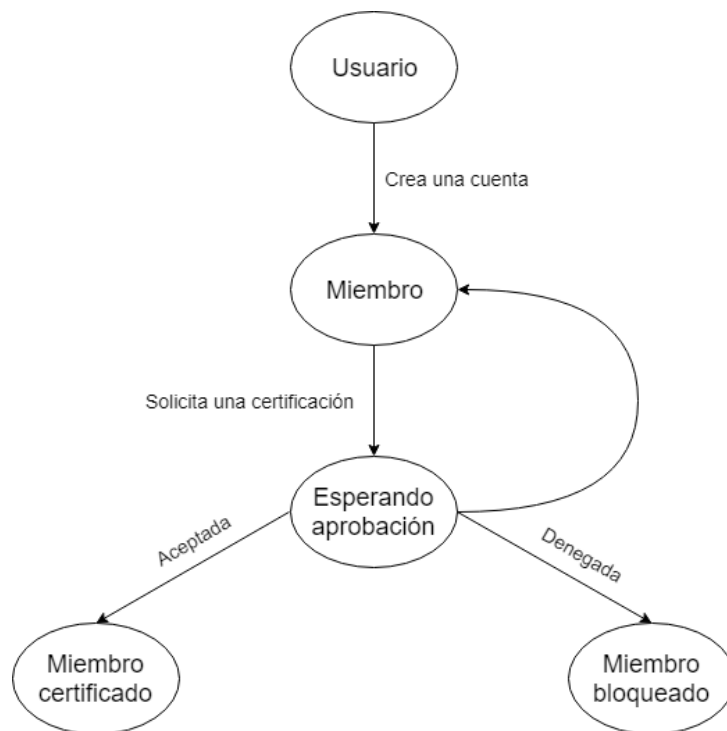 Usuario
Crea una cuenta
Miembro
Solicita una certificación
Esperando
aprobación
Aceptada
Denegada
Miembro
certificado
Miembro
bloqueado